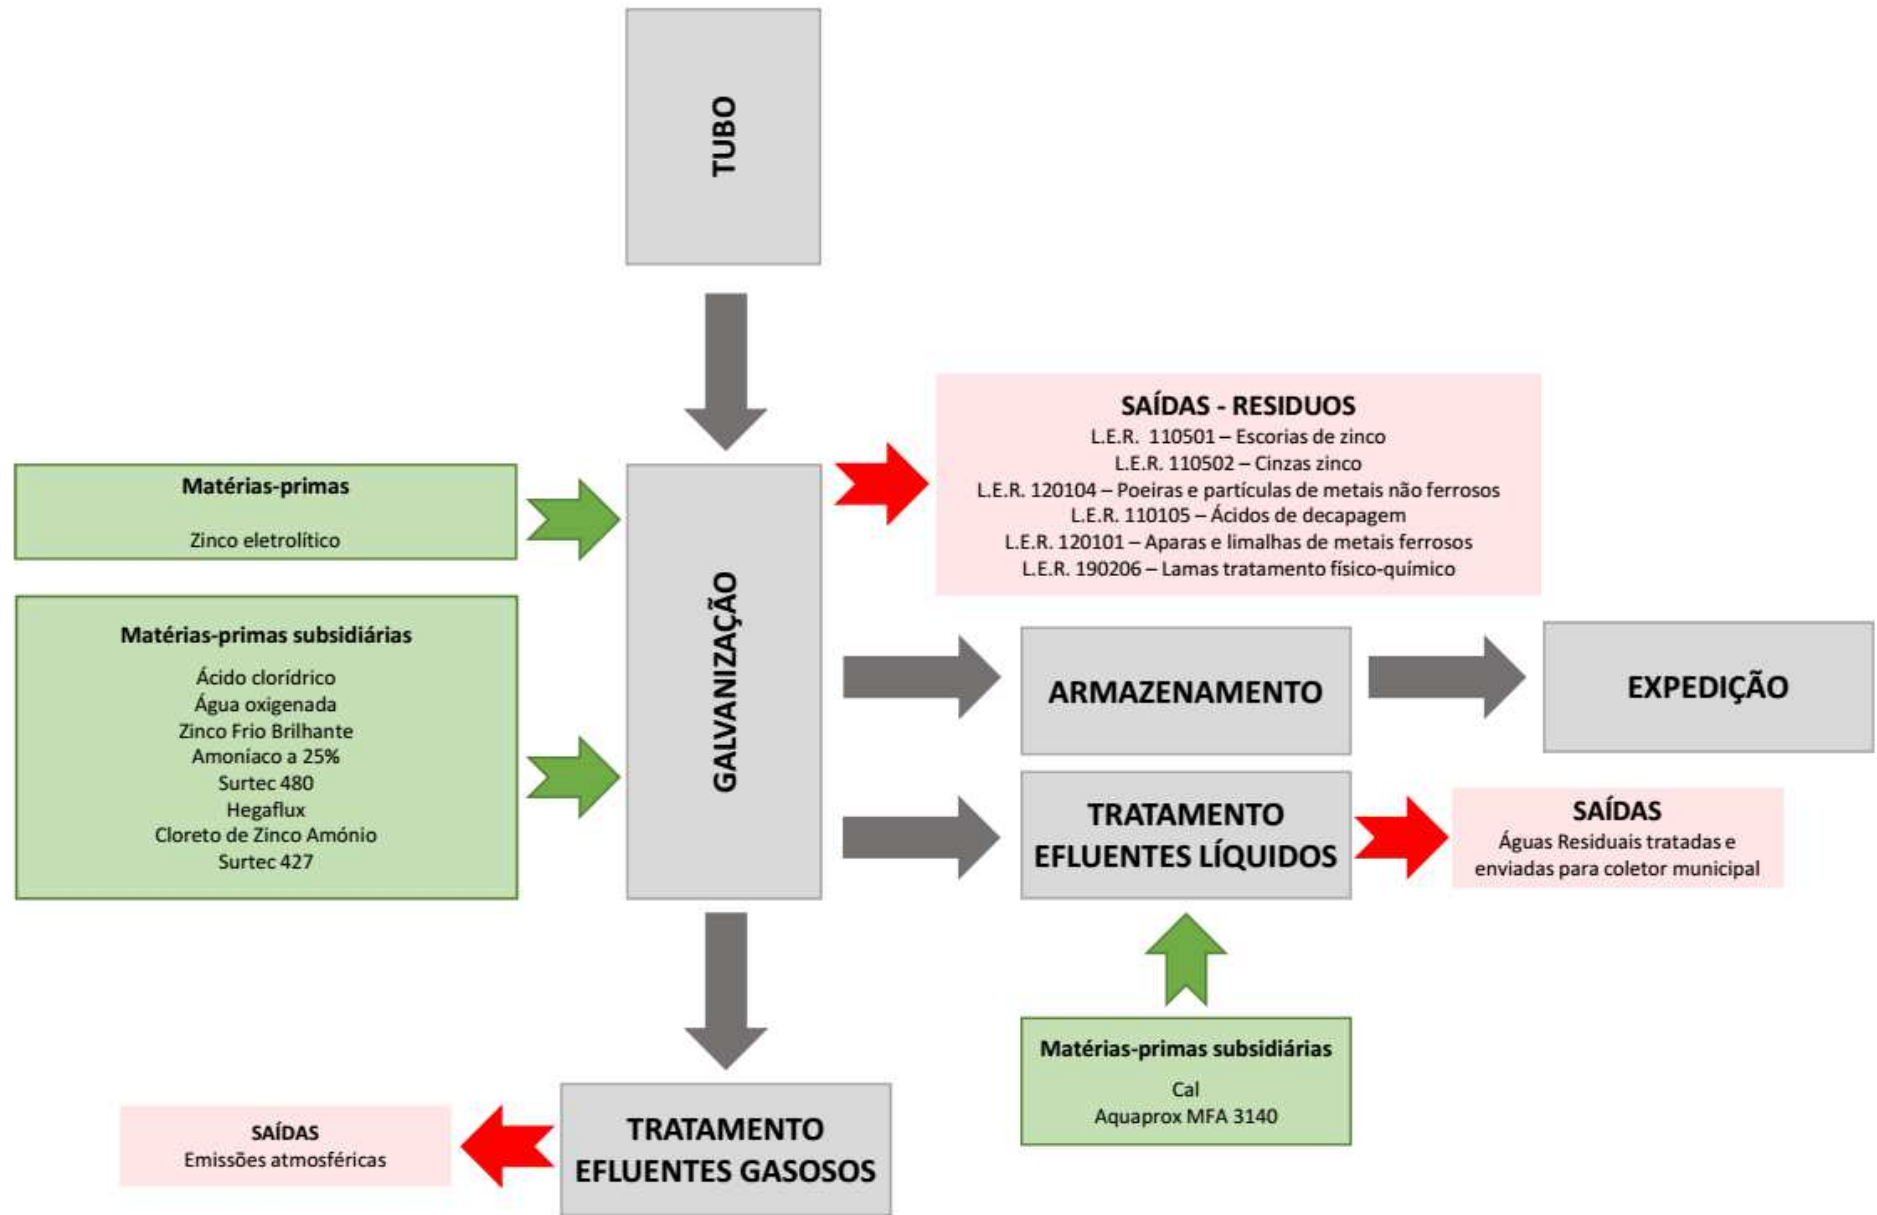 TUBO
SAÍDAS - RESIDUOS
L.E.R. 110501 – Escorias de zinco
L.E.R. 110502 – Cinzas zinco
L.E.R. 120104 – Poeiras e partículas de metais não ferrosos
L.E.R. 110105 – Ácidos de decapagem
L.E.R. 120101 – Aparas e limalhas de metais ferrosos
L.E.R. 190206 – Lamas tratamento físico-químico
Matérias-primas
Zinco eletrolítico
Matérias-primas subsidiárias
Ácido clorídrico
Água oxigenada
Zinco Frio Brilhante
Amoníaco a 25%
Surtec 480
Hegaflux
Cloreto de Zinco Amónio
Surtec 427
GALVANIZAÇÃO
ARMAZENAMENTO
EXPEDIÇÃO
TRATAMENTO
EFLUENTES LÍQUIDOS
SAÍDAS
Águas Residuais tratadas e
enviadas para coletor municipal
Matérias-primas subsidiárias
Cal
Aquaprox MFA 3140
TRATAMENTO
EFLUENTES GASOSOS
SAÍDAS
Emissões atmosféricas